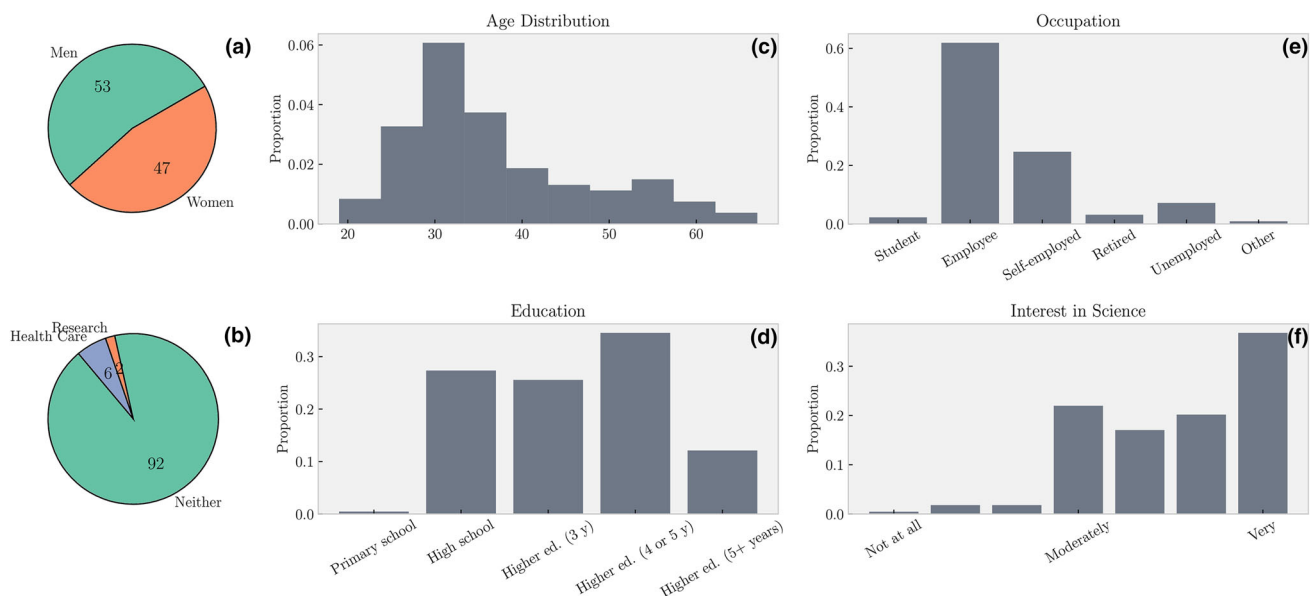 (a)
Men
53
47
Women
Age Distribution
(c)
Proportion
0.06
0.04
0.02
0.00
20 30 40 50 60
Occupation
(e)
Proportion
0.6
0.4
0.2
0.0
Student
Employee
Self-employed
Retired
Unemployed
Other
(b)
Research
Health Care
6
2
92
Neither
Education
(d)
Proportion
0.3
0.2
0.1
0.0
Primary school
High school
Higher ed. (3 y)
Higher ed. (4 or 5 y)
Higher ed. (5+ years)
Interest in Science
(f)
Proportion
0.3
0.2
0.1
0.0
Not at all
Moderately
Very